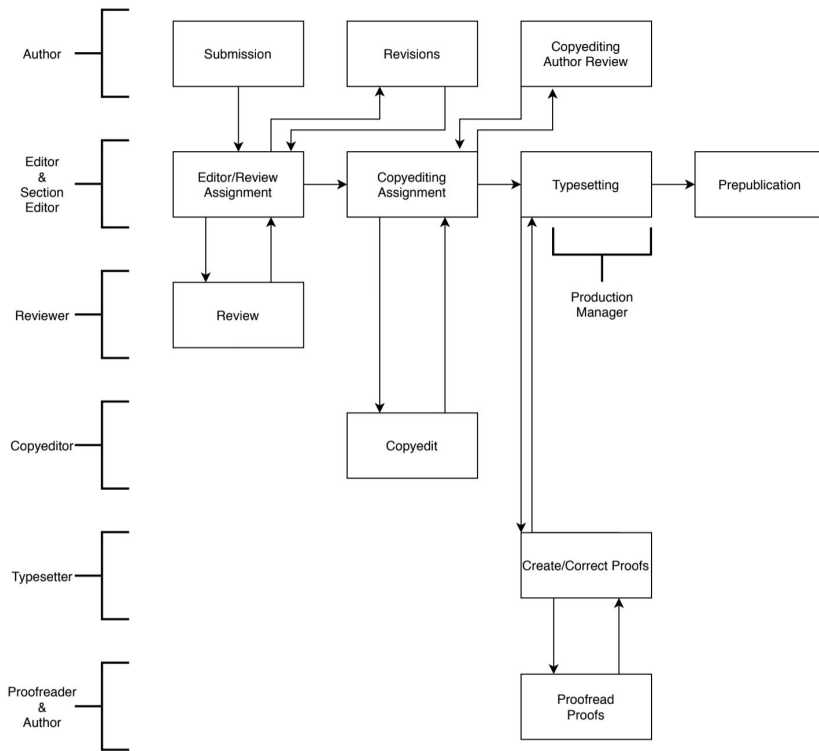 Author
Submission
Revisions
Copyediting
Author Review
Editor
&
Section
Editor
Editor/Review
Assignment
Copyediting
Assignment
Typesetting
Prepublication
Production
Manager
Reviewer
Review
Copyeditor
Copyedit
Typesetter
Create/Correct Proofs
Proofreader
&
Author
Proofread
Proofs